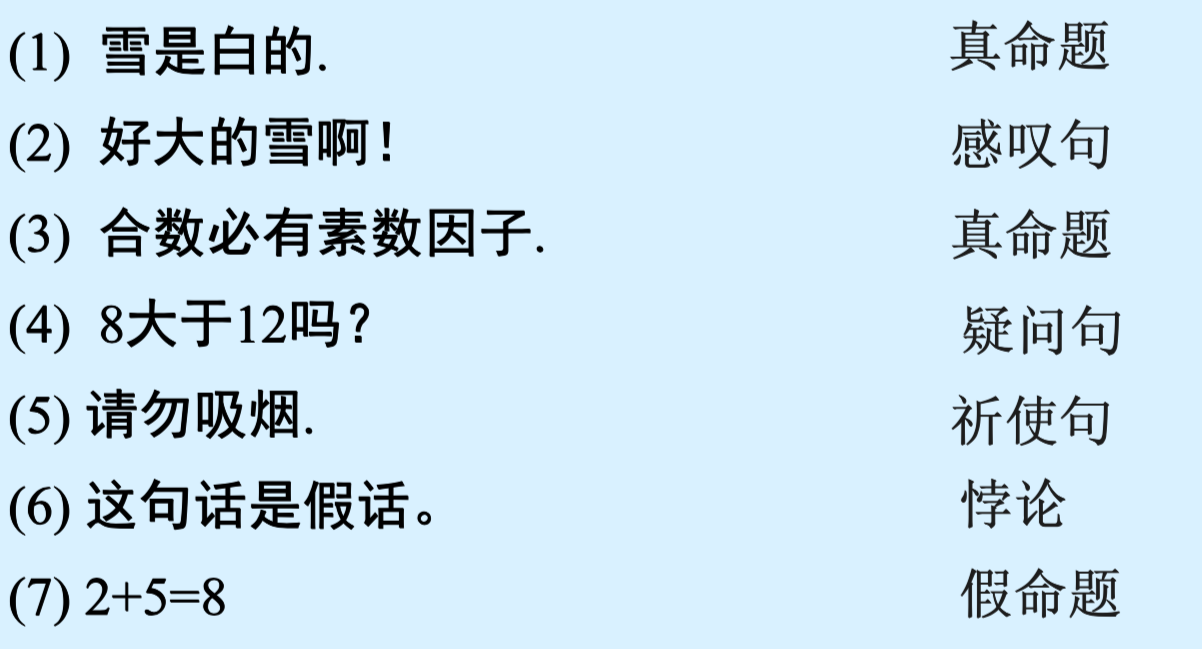 (1) 雪是白的. 真命题
(2) 好大的雪啊! 感叹句
(3) 合数必有素数因子. 真命题
(4) 8大于12吗? 疑问句
(5) 请勿吸烟. 祈使句
(6) 这句话是假话。 悖论
(7) 2+5=8 假命题